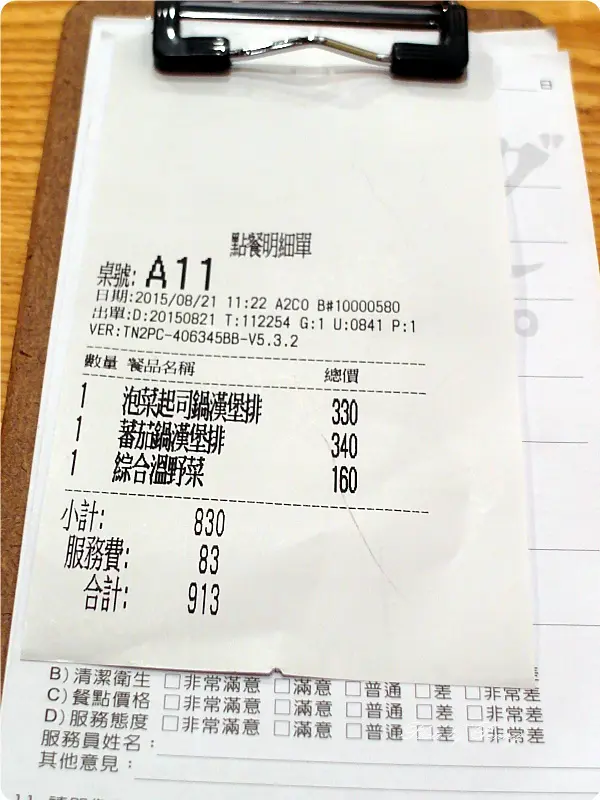 日
グ
。
點餐明細單
桌號: A11
日期:2015/08/21 11:22 A2C0 B#10000580
出單:D:20150821 T:112254 G:1 U:0841 P:1
VER:TN2PC-406345BB-V5.3.2
數量 餐品名稱 總價
1 泡菜起司鍋漢堡排 330
1 蕃茄鍋漢堡排 340
1 綜合溫野菜 160
小計: 830
服務費: 83
合計: 913
B)清潔衛生 □非常滿意 □滿意 □普通 □差 □非常差
C)餐點價格 □非常滿意 □滿意 □普通 □差 □非常差
D)服務態度 □非常滿意 □滿意 □普通 □差 □非常差
服務員姓名：
其他意見：